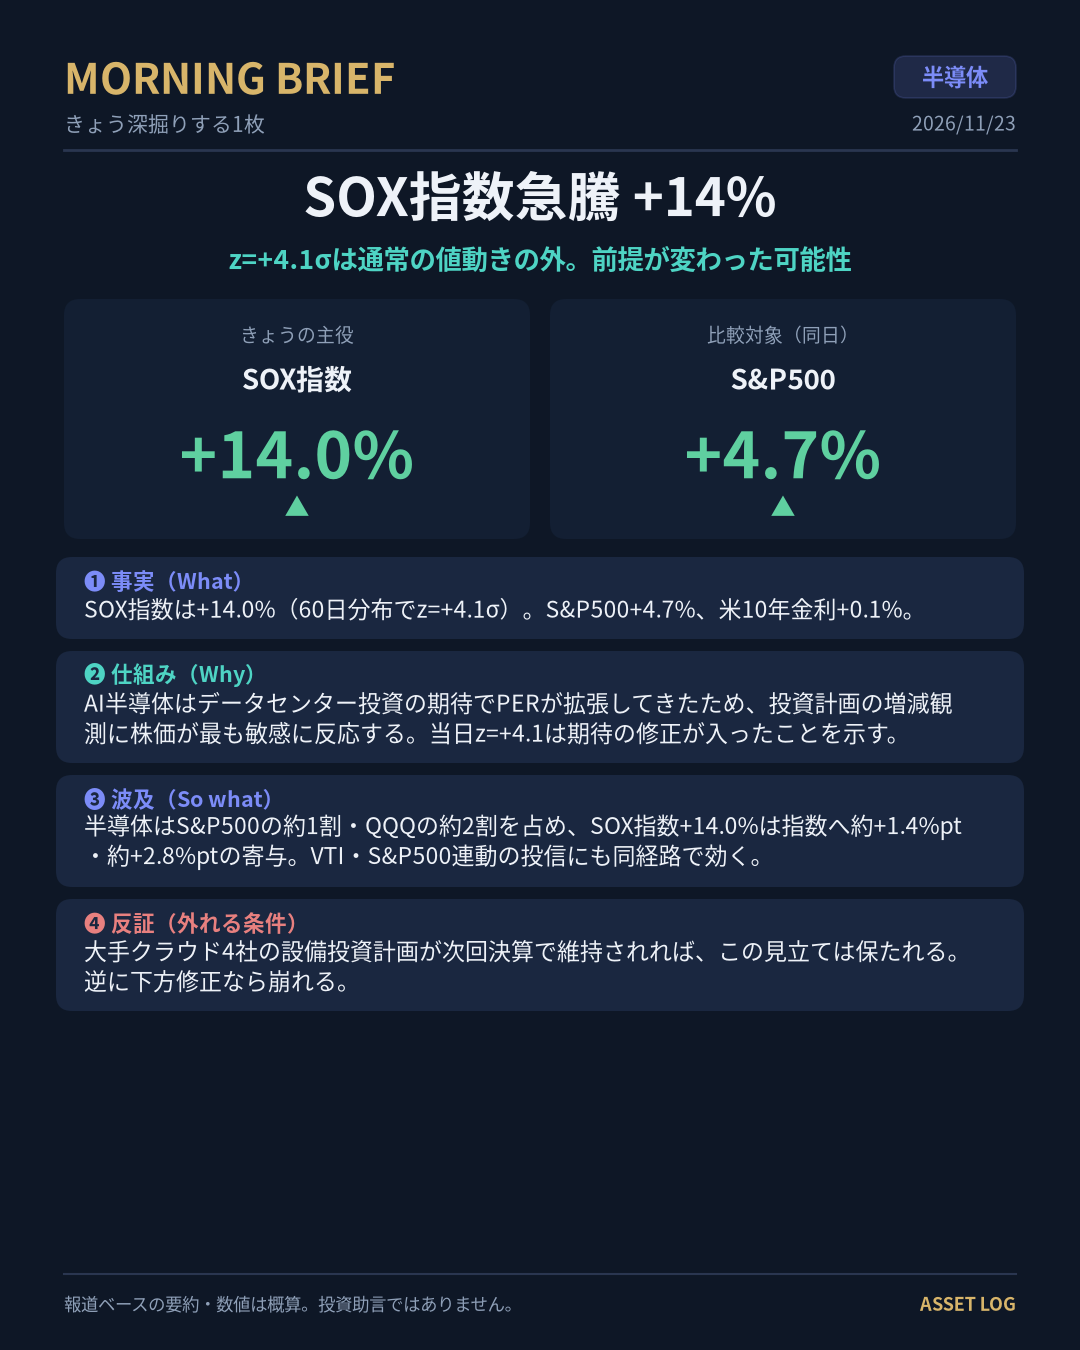 MORNING BRIEF
半導体
きょう深掘りする1枚
2026/11/23
SOX指数急騰 +14%
z=+4.1σは通常の値動きの外。前提が変わった可能性
きょうの主役
SOX指数
+14.0%
▲
比較対象（同日）
S&P500
+4.7%
▲
❶ 事実（What）
SOX指数は+14.0%（60日分布でz=+4.1σ）。S&P500+4.7%、米10年金利+0.1%。
❷ 仕組み（Why）
AI半導体はデータセンター投資の期待でPERが拡張してきたため、投資計画の増減観
測に株価が最も敏感に反応する。当日z=+4.1は期待の修正が入ったことを示す。
❸ 波及（So what）
半導体はS&P500の約1割・QQQの約2割を占め、SOX指数+14.0%は指数へ約+1.4%pt
・約+2.8%ptの寄与。VTI・S&P500連動の投信にも同経路で効く。
❹ 反証（外れる条件）
大手クラウド4社の設備投資計画が次回決算で維持されれば、この見立ては保たれる。
逆に下方修正なら崩れる。
報道ベースの要約・数値は概算。投資助言ではありません。
ASSET LOG